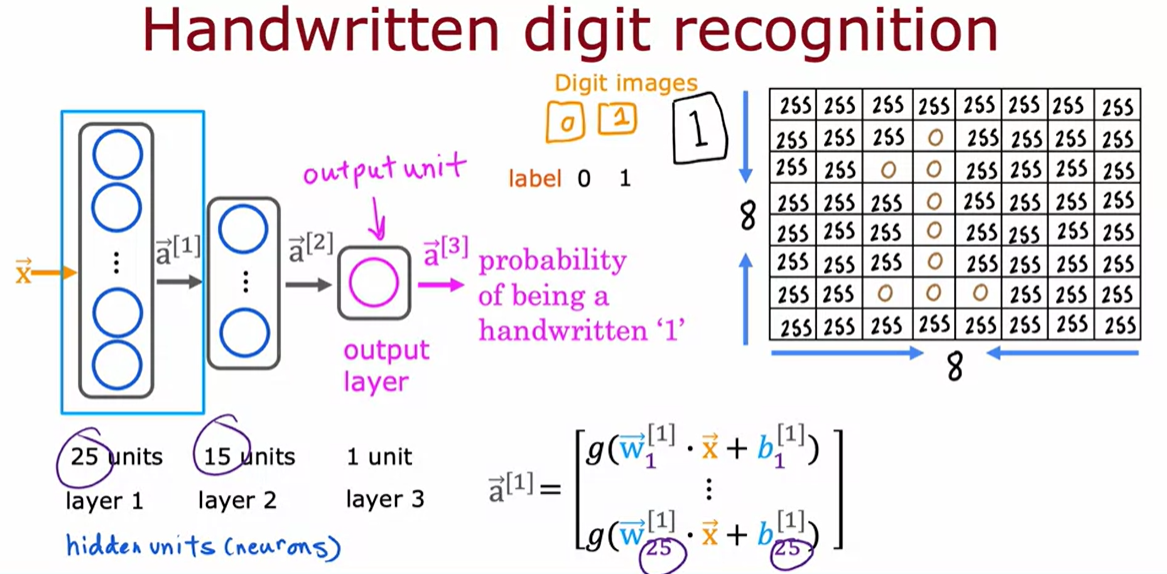 Handwritten digit recognition
Digit images
0 1 1
label 0 1
output unit
x⃗
a⃗[1]
a⃗[2]
a⃗[3]
probability
of being a
handwritten ‘1’
output
layer
255 255 255 255 255 255 255 255
255 255 255 0 255 255 255 255
255 255 0 0 255 255 255 255
255 255 255 0 255 255 255 255
255 255 255 0 255 255 255 255
255 255 255 0 255 255 255 255
255 255 0 0 0 255 255 255
255 255 255 255 255 255 255 255
8
8
25 units 15 units 1 unit
layer 1 layer 2 layer 3
hidden units (neurons)
g(w⃗₁[1] · x⃗ + b₁[1])
a⃗[1] = ⋮
g(w⃗₂₅[1] · x⃗ + b₂₅[1])